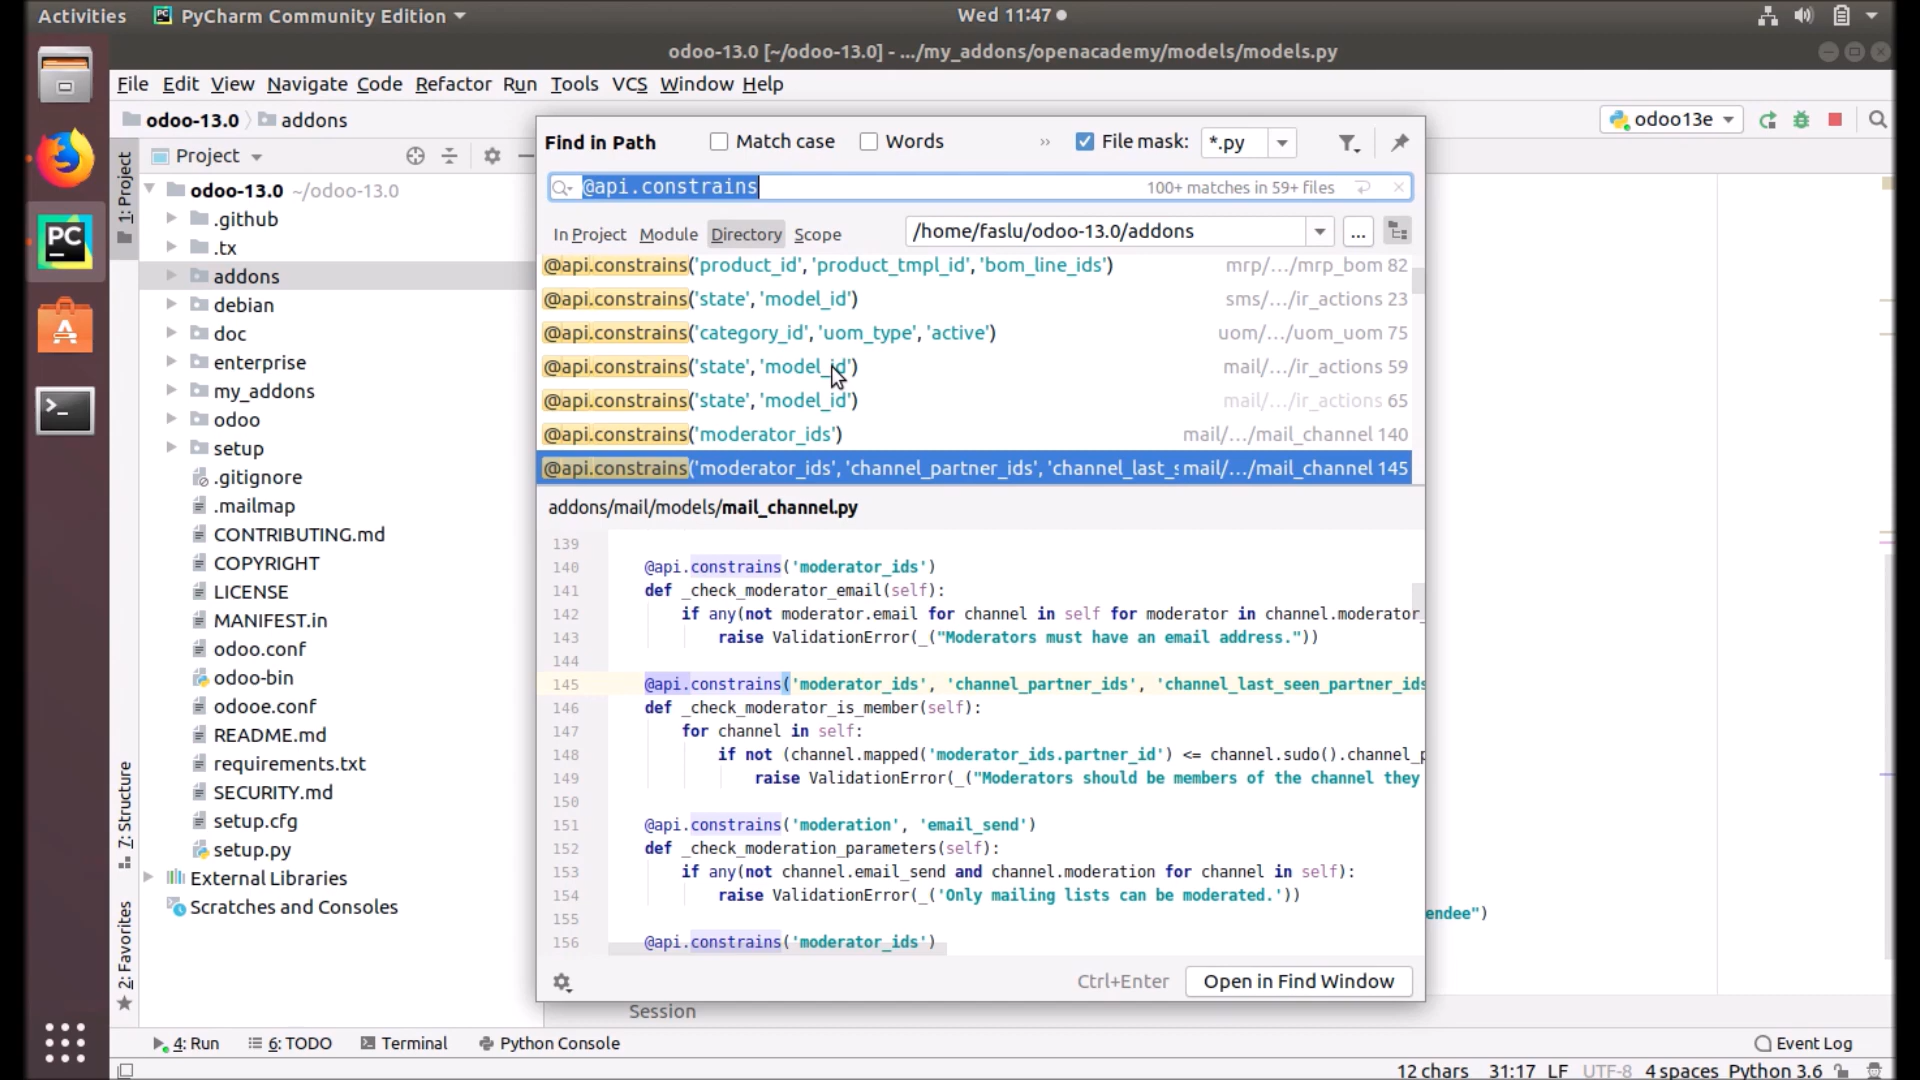 Activities PyCharm Community Edition Wed 11:47
odoo-13.0 [~/odoo-13.0] - .../my_addons/openacademy/models/models.py
File Edit View Navigate Code Refactor Run Tools VCS Window Help
odoo-13.0 addons odoo13e
1: Project
7: Structure
2: Favorites
Project
odoo-13.0 ~/odoo-13.0
.github
.tx
addons
debian
doc
enterprise
my_addons
odoo
setup
.gitignore
.mailmap
CONTRIBUTING.md
COPYRIGHT
LICENSE
MANIFEST.in
odoo.conf
odoo-bin
odooe.conf
README.md
requirements.txt
SECURITY.md
setup.cfg
setup.py
External Libraries
Scratches and Consoles
Find in Path Match case Words » File mask: *.py
@api.constrains 100+ matches in 59+ files
In Project Module Directory Scope /home/faslu/odoo-13.0/addons ...
@api.constrains('product_id', 'product_tmpl_id', 'bom_line_ids') mrp/.../mrp_bom 82
@api.constrains('state', 'model_id') sms/.../ir_actions 23
@api.constrains('category_id', 'uom_type', 'active') uom/.../uom_uom 75
@api.constrains('state', 'model_id') mail/.../ir_actions 59
@api.constrains('state', 'model_id') mail/.../ir_actions 65
@api.constrains('moderator_ids') mail/.../mail_channel 140
@api.constrains('moderator_ids', 'channel_partner_ids', 'channel_last_s mail/.../mail_channel 145
addons/mail/models/mail_channel.py
139
140 @api.constrains('moderator_ids')
141 def _check_moderator_email(self):
142 if any(not moderator.email for channel in self for moderator in channel.moderator_
143 raise ValidationError(_("Moderators must have an email address."))
144
145 @api.constrains('moderator_ids', 'channel_partner_ids', 'channel_last_seen_partner_ids
146 def _check_moderator_is_member(self):
147 for channel in self:
148 if not (channel.mapped('moderator_ids.partner_id') <= channel.sudo().channel_p
149 raise ValidationError(_("Moderators should be members of the channel they
150
151 @api.constrains('moderation', 'email_send')
152 def _check_moderation_parameters(self):
153 if any(not channel.email_send and channel.moderation for channel in self):
154 raise ValidationError(_('Only mailing lists can be moderated.'))
155
156 @api.constrains('moderator_ids')
endee")
Ctrl+Enter Open in Find Window
Session
4: Run 6: TODO Terminal Python Console Event Log
12 chars 31:17 LF UTF-8 4 spaces Python 3.6